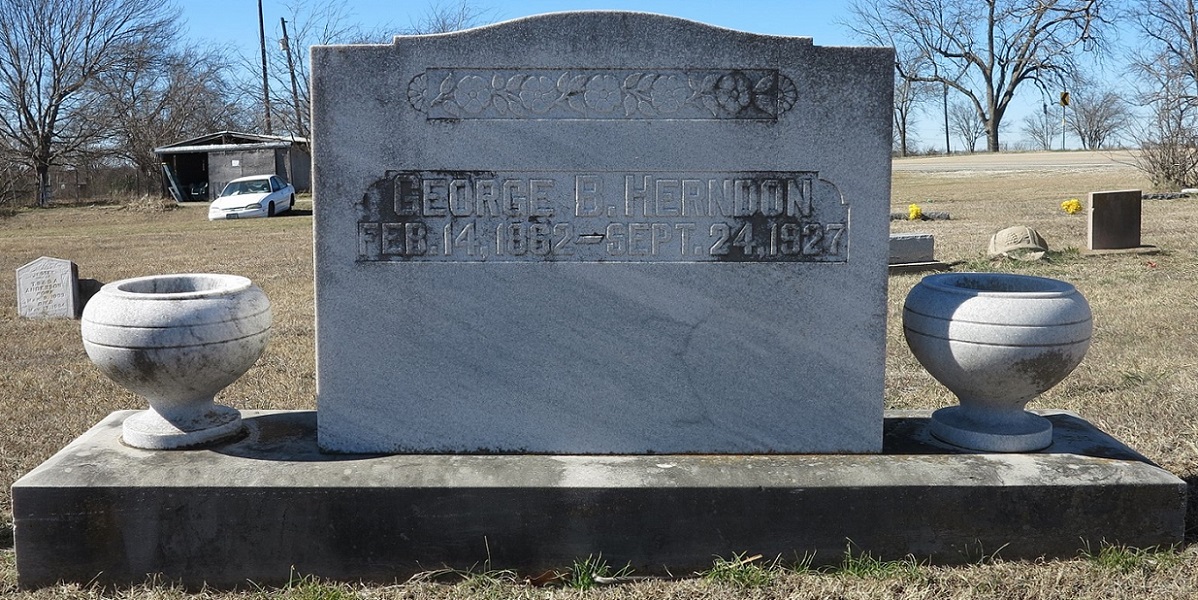 GEORGE B. HERNDON
FEB. 14, 1862 — SEPT. 24, 1927